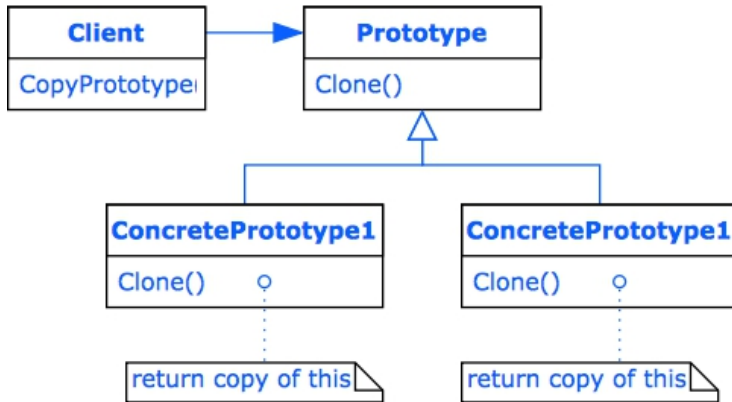 Client
Prototype
CopyPrototype(
Clone()
ConcretePrototype1
ConcretePrototype1
Clone()
Clone()
return copy of this
return copy of this